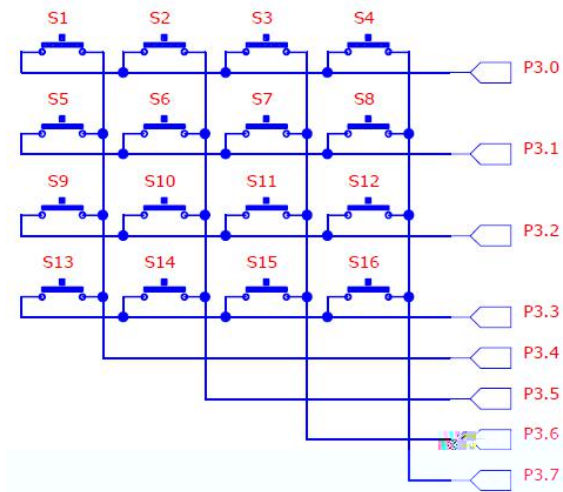 S1 S2 S3 S4
P3.0
S5 S6 S7 S8
P3.1
S9 S10 S11 S12
P3.2
S13 S14 S15 S16
P3.3
P3.4
P3.5
P3.6
P3.7